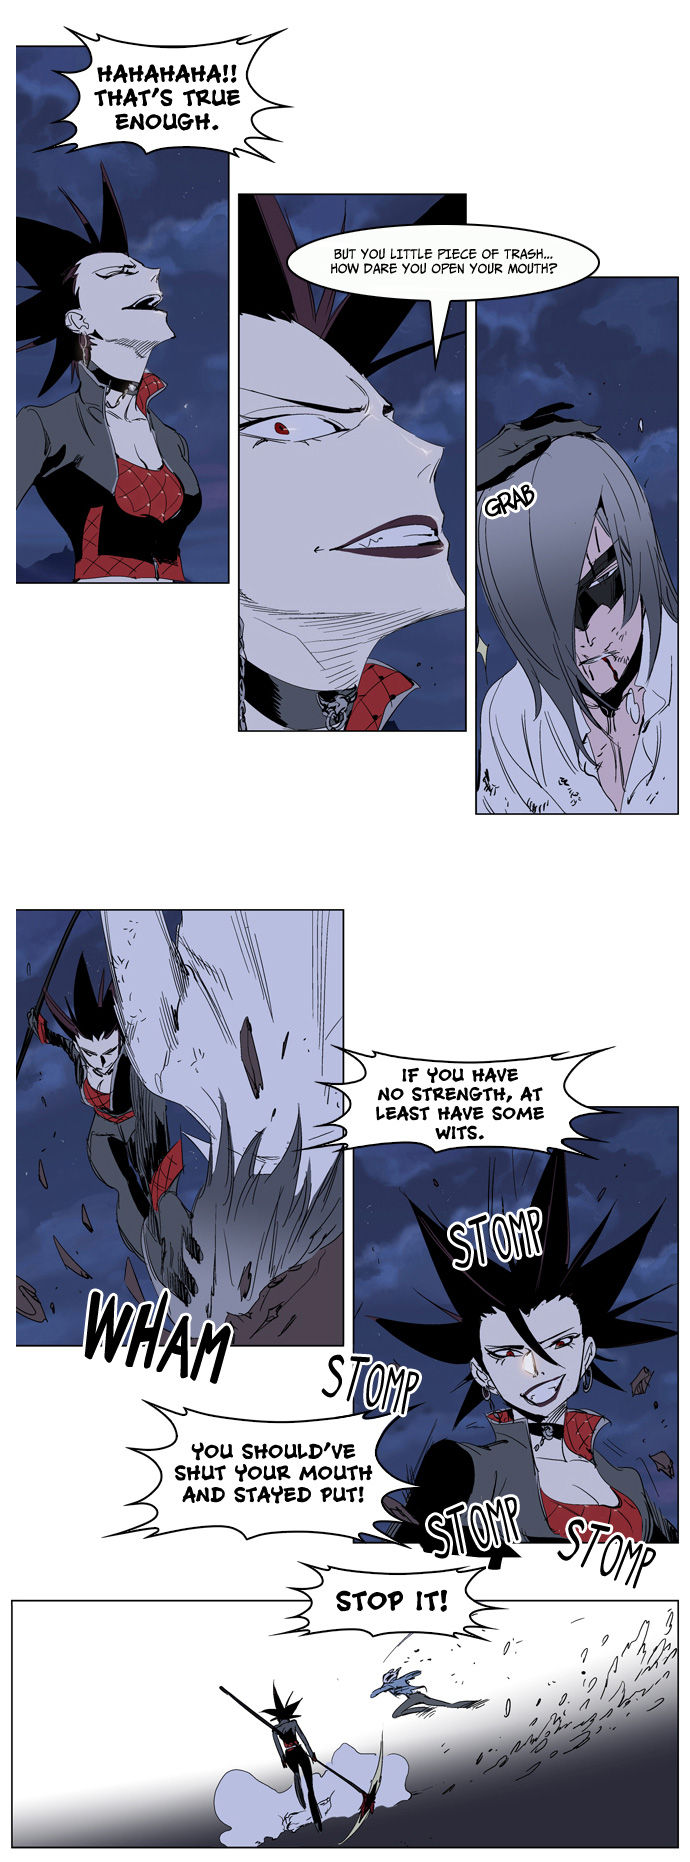 HAHAHAHA!!
THAT'S TRUE
ENOUGH.
BUT YOU LITTLE PIECE OF TRASH...
HOW DARE YOU OPEN YOUR MOUTH?
GRAB
WHAM
IF YOU HAVE
NO STRENGTH, AT
LEAST HAVE SOME
WITS.
STOMP
STOMP
YOU SHOULD'VE
SHUT YOUR MOUTH
AND STAYED PUT!
STOMP
STOMP
STOP IT!